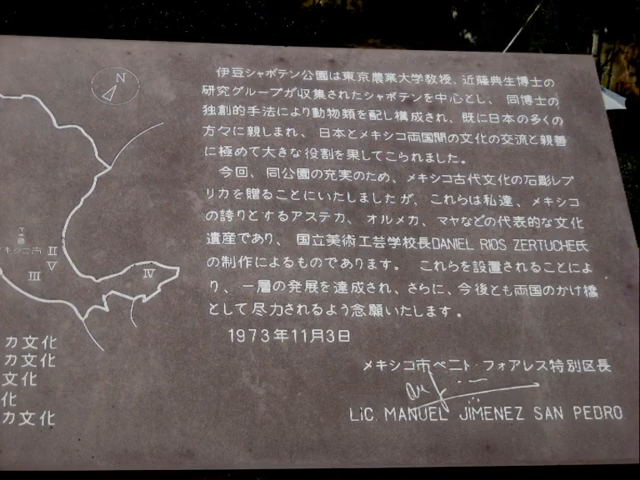 N
伊豆シャボテン公園は東京農業大学教授、近藤典生博士の
研究グループが収集されたシャボテンを中心とし、同博士の
独創的手法により動物類を配し構成され、既に日本の多くの
方々に親しまれ、日本とメキシコ両国間の文化の交流と親善
に極めて大きな役割を果してこられました。
今回、同公園の充実のため、メキシコ古代文化の石彫レプ
リカを贈ることにいたしましたが、これらは私達、メキシコ
の誇りとするアステカ、オルメカ、マヤなどの代表的な文化
遺産であり、国立美術工芸学校長DANIEL RIOS ZERTUCHE氏
の制作によるものであります。これらを設置されることによ
り、一層の発展を達成され、さらに、今後とも両国のかけ橋
として尽力されるよう念願いたします。
1973年11月3日
メキシコ市ベニト・フォアレス特別区長
LIC. MANUEL JIMENEZ SAN PEDRO
メキシコ市
II
III
IV
カ文化
カ文化
文化
化
カ文化